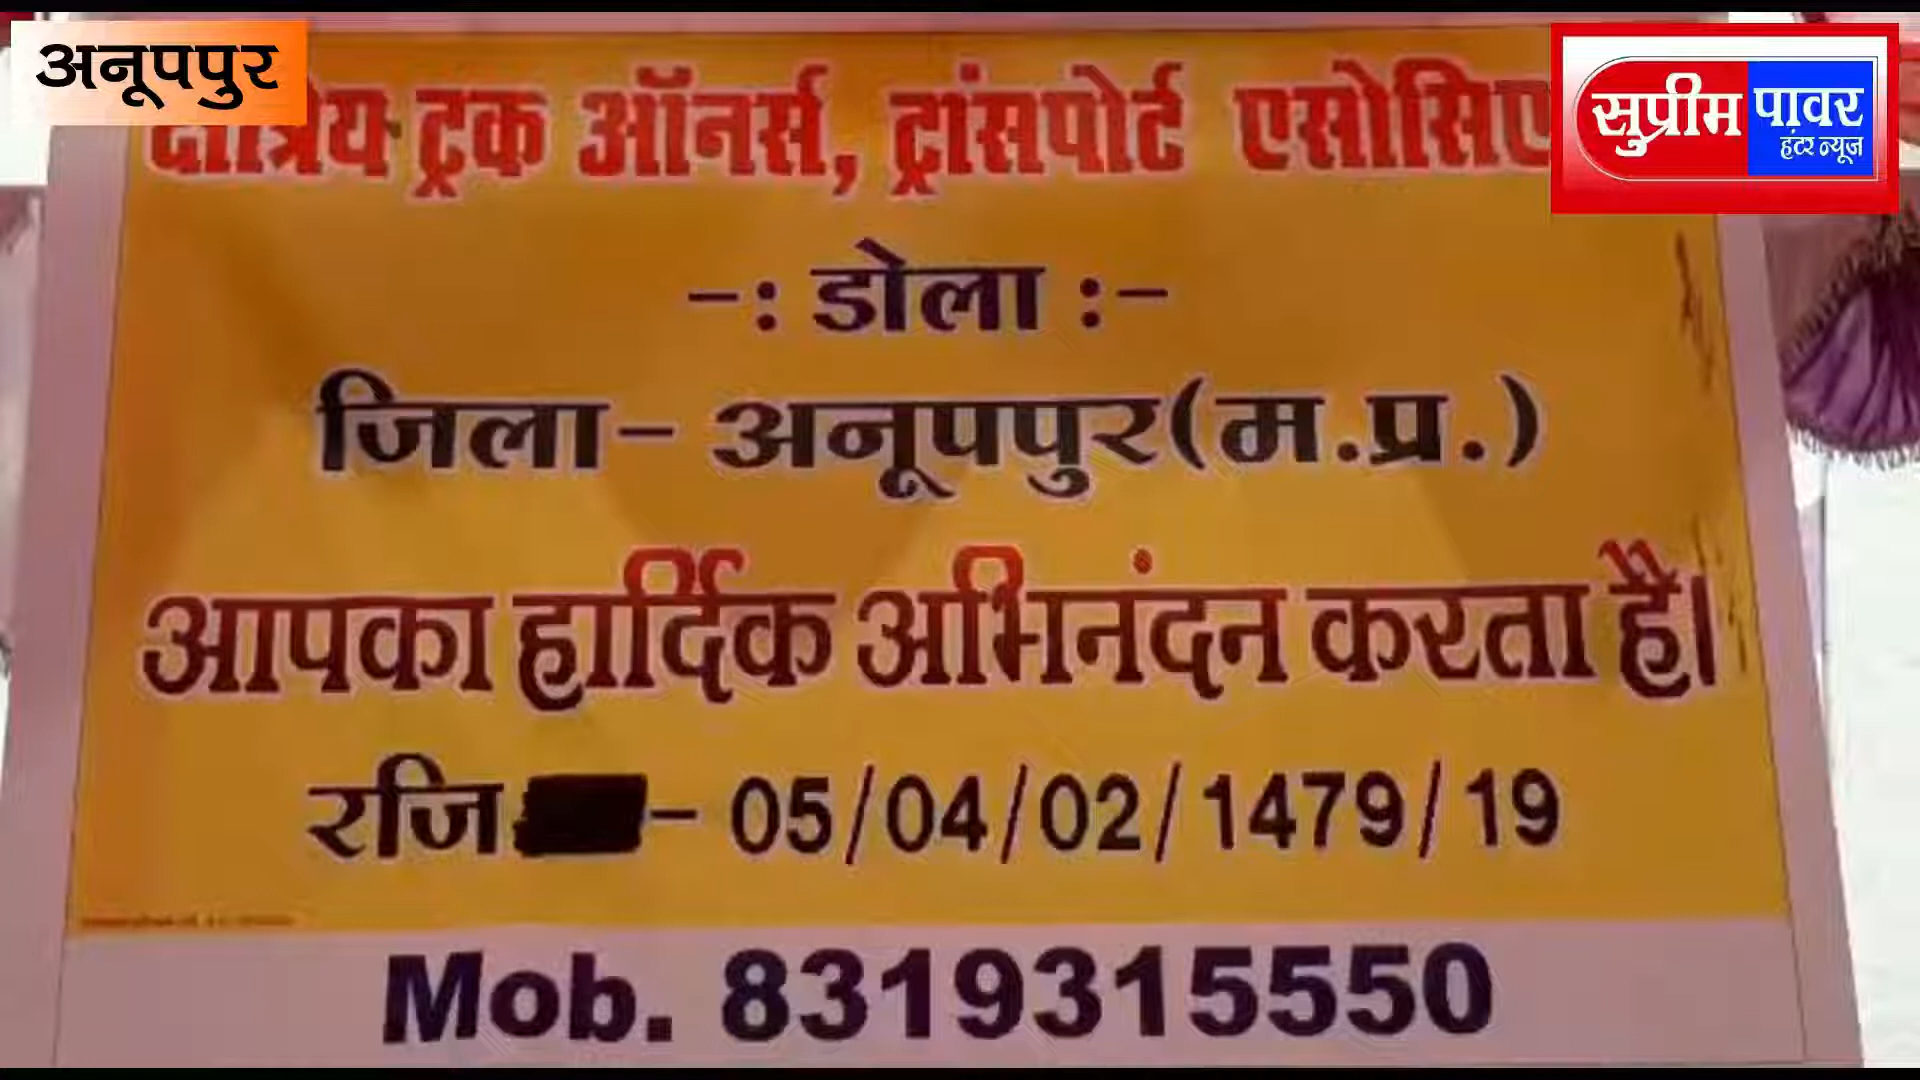 अनूपपुर
ट्रक ऑनर्स, ट्रांसपोर्ट
सुप्रीम पावर
हंटर न्यूज
-: डोला :-
जिला- अनूपपुर(म.प्र.)
आपका हार्दिक अभिनंदन करता है।
रजि - 05/04/02/1479/19
Mob. 8319315550